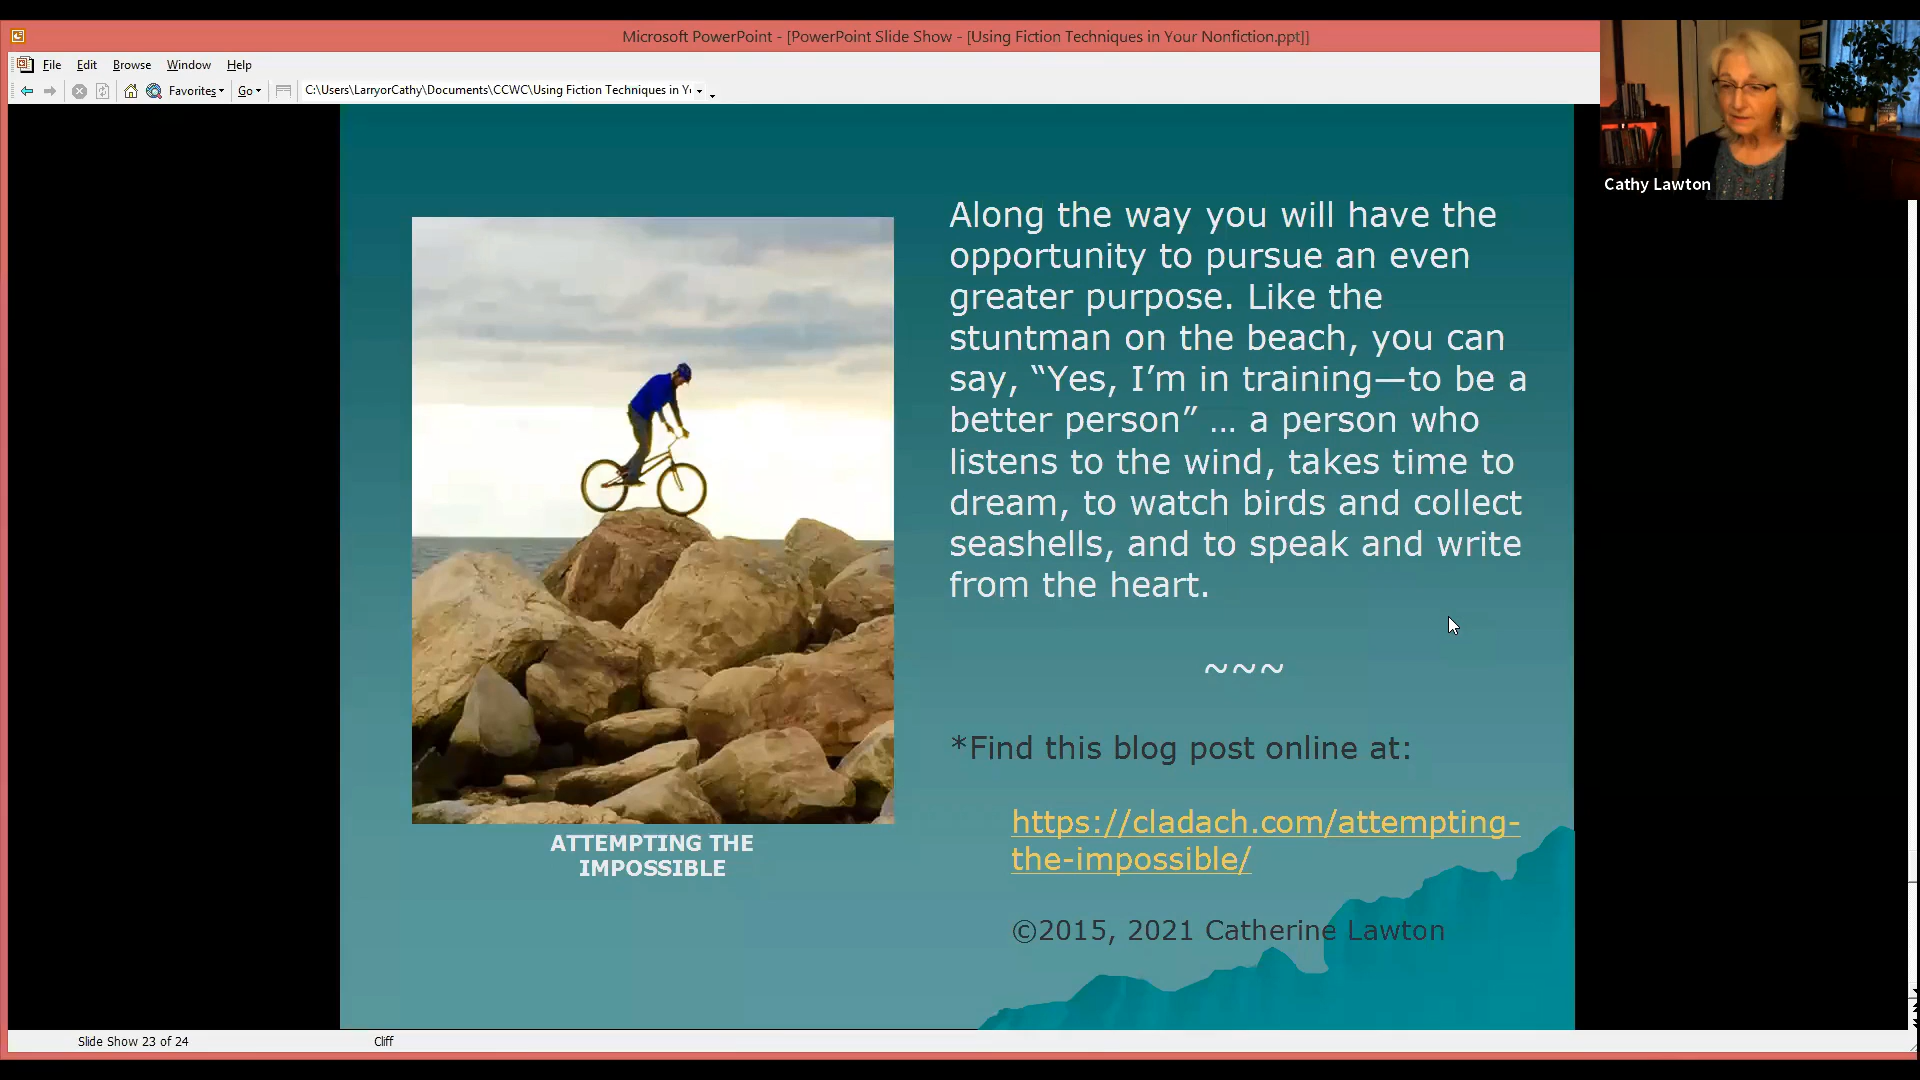 Microsoft PowerPoint - [PowerPoint Slide Show - [Using Fiction Techniques in Your Nonfiction.ppt]]
File Edit Browse Window Help
Favorites Go C:\Users\LarryorCathy\Documents\CCWC\Using Fiction Techniques in
Cathy Lawton
Along the way you will have the
opportunity to pursue an even
greater purpose. Like the
stuntman on the beach, you can
say, “Yes, I’m in training—to be a
better person” … a person who
listens to the wind, takes time to
dream, to watch birds and collect
seashells, and to speak and write
from the heart.
~~~
*Find this blog post online at:
https://cladach.com/attempting-
the-impossible/
©2015, 2021 Catherine Lawton
ATTEMPTING THE
IMPOSSIBLE
Slide Show 23 of 24 Cliff